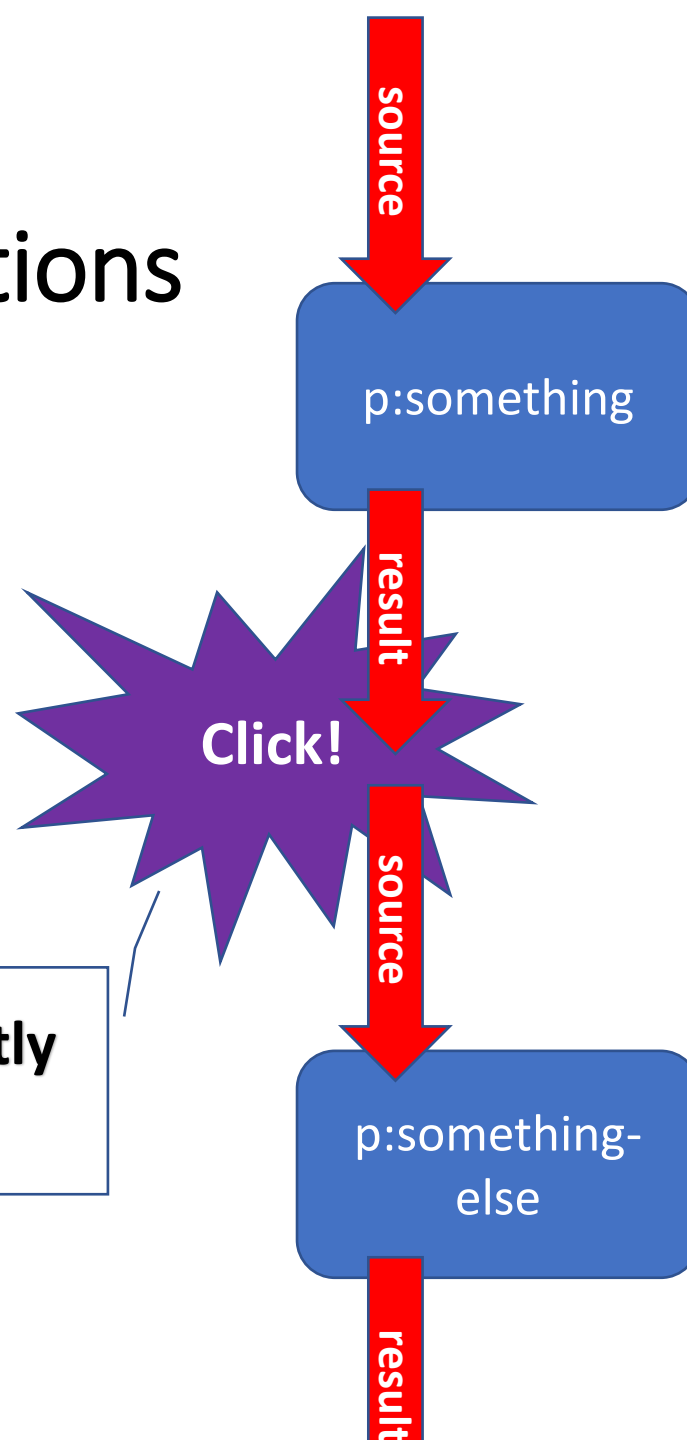 source
tions
p:something
result
Click!
source
tly
p:something-
else
result